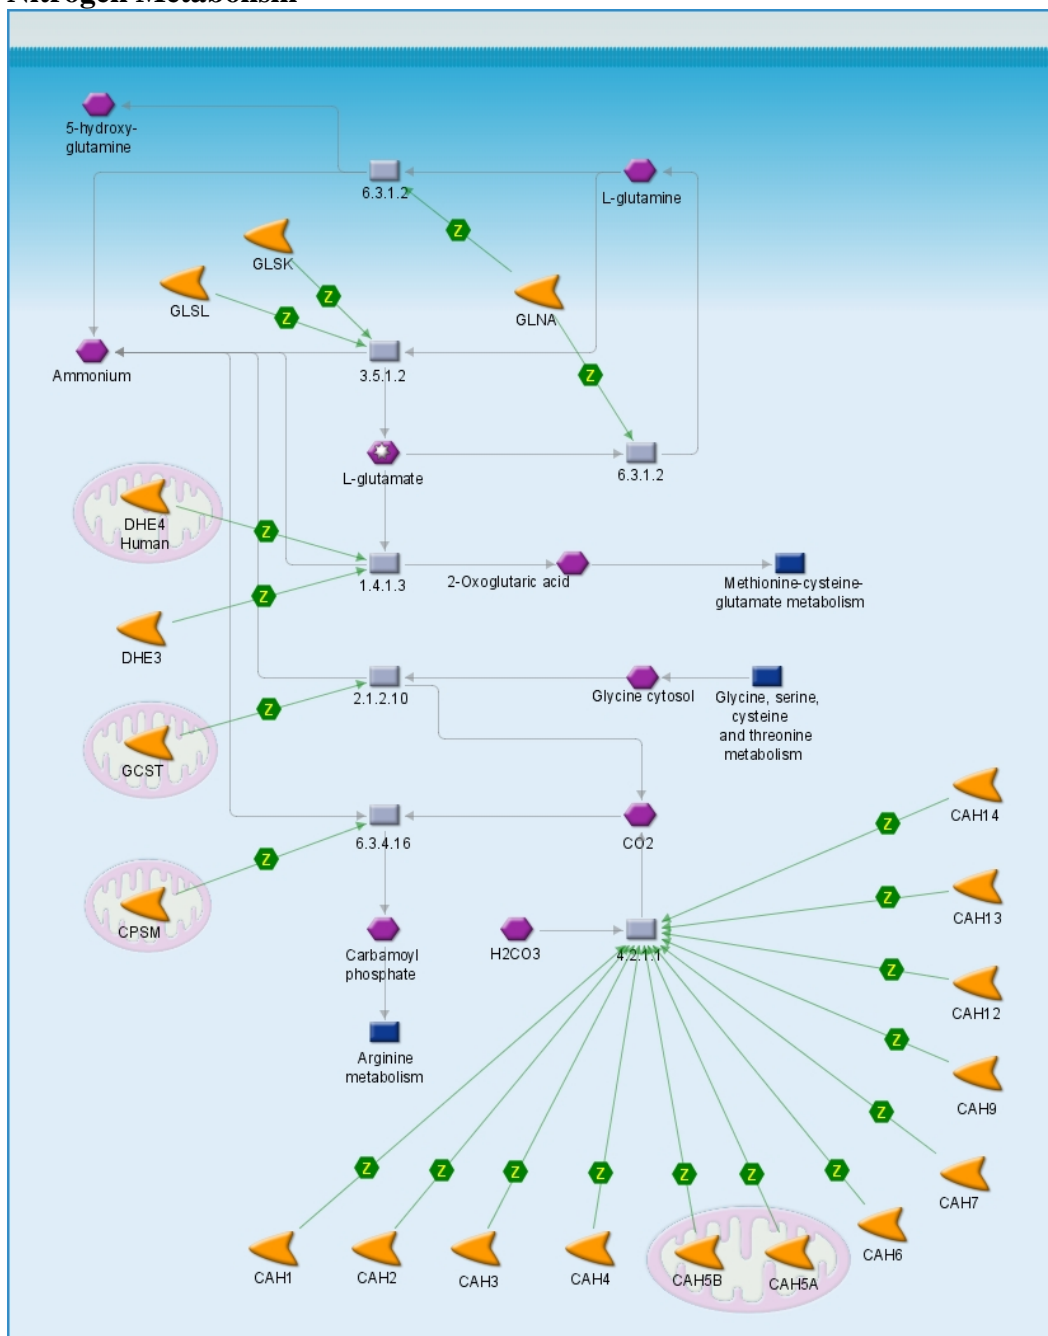 Nitrogen Metabolism
5-hydroxy-
glutamine
6.3.1.2
L-glutamine
Z
GLSK
Z
GLSL
Z
GLNA
Ammonium
3.5.1.2
Z
L-glutamate
6.3.1.2
DHE4
Human
Z
1.4.1.3
2-Oxoglutaric acid
Methionine-cysteine-
glutamate metabolism
Z
DHE3
2.1.2.10
Glycine cytosol
Glycine, serine,
cysteine
and threonine
metabolism
Z
GCST
CAH14
Z
6.3.4.16
CO2
Z
CPSM
Z
CAH13
Carbamoyl
phosphate
H2CO3
4.2.1.1
Z
CAH12
Arginine
metabolism
Z
CAH9
Z
CAH7
Z
Z
Z
Z
Z
Z
Z
CAH1
CAH2
CAH3
CAH4
CAH5B
CAH5A
CAH6